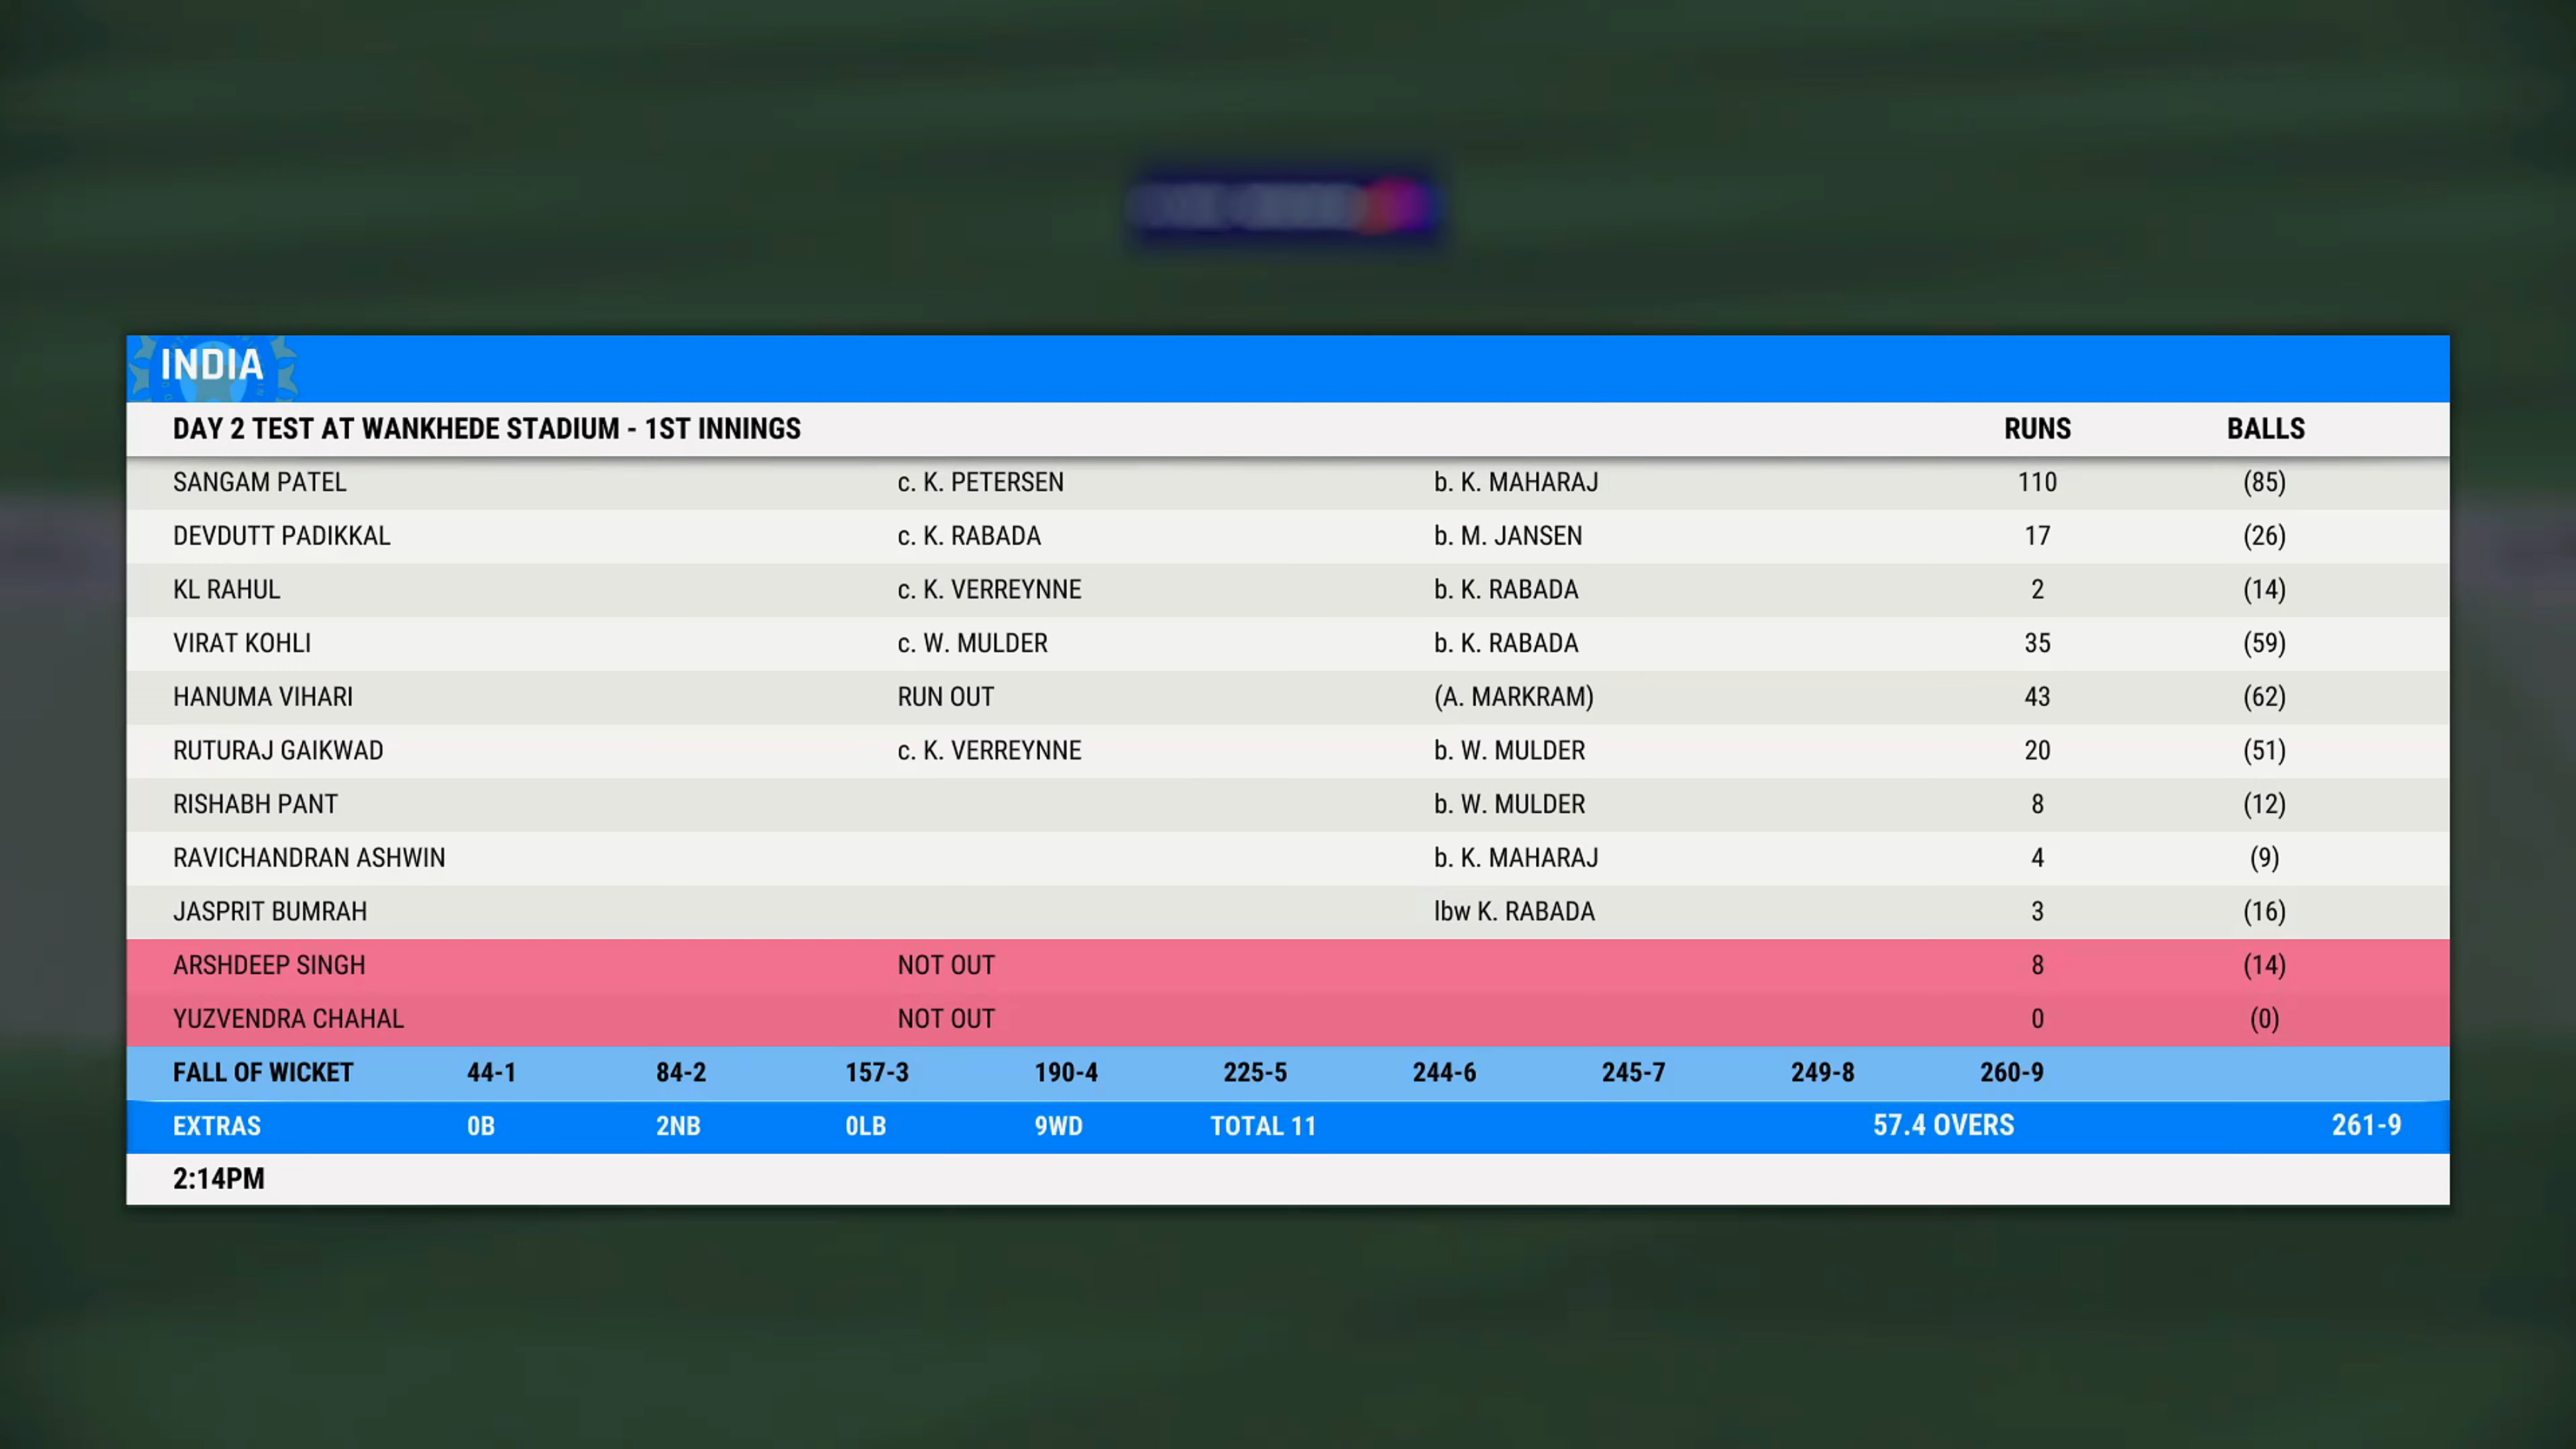 INDIA
DAY 2 TEST AT WANKHEDE STADIUM - 1ST INNINGS RUNS BALLS
SANGAM PATEL c. K. PETERSEN b. K. MAHARAJ 110 (85)
DEVDUTT PADIKKAL c. K. RABADA b. M. JANSEN 17 (26)
KL RAHUL c. K. VERREYNNE b. K. RABADA 2 (14)
VIRAT KOHLI c. W. MULDER b. K. RABADA 35 (59)
HANUMA VIHARI RUN OUT (A. MARKRAM) 43 (62)
RUTURAJ GAIKWAD c. K. VERREYNNE b. W. MULDER 20 (51)
RISHABH PANT b. W. MULDER 8 (12)
RAVICHANDRAN ASHWIN b. K. MAHARAJ 4 (9)
JASPRIT BUMRAH lbw K. RABADA 3 (16)
ARSHDEEP SINGH NOT OUT 8 (14)
YUZVENDRA CHAHAL NOT OUT 0 (0)
FALL OF WICKET 44-1 84-2 157-3 190-4 225-5 244-6 245-7 249-8 260-9
EXTRAS 0B 2NB 0LB 9WD TOTAL 11 57.4 OVERS 261-9
2:14PM